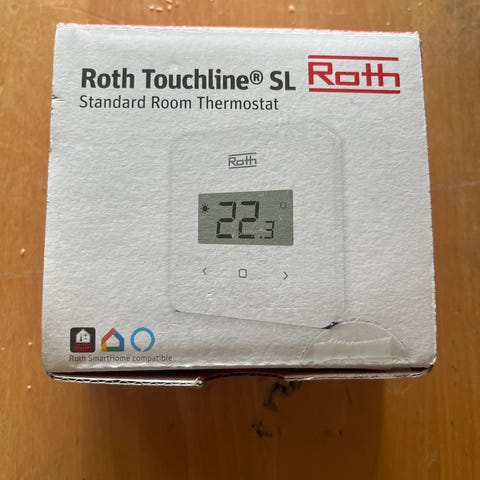 Roth Touchline® SL
Roth
Standard Room Thermostat
Roth
22.3
Roth SmartHome compatible